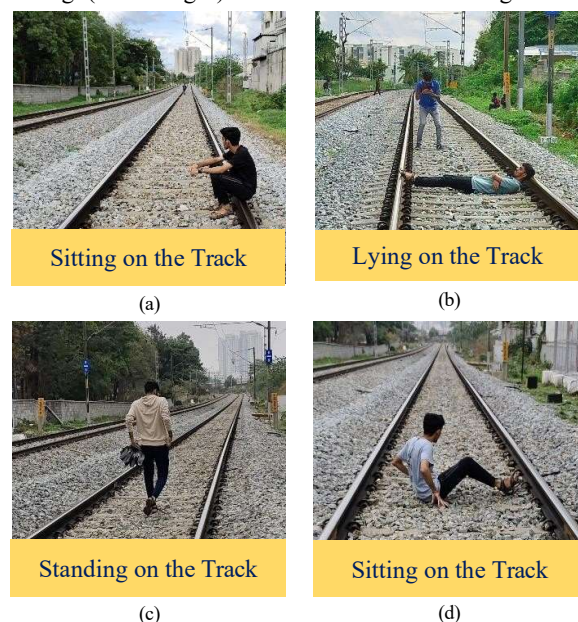 Sitting on the Track
Lying on the Track
(a)
(b)
Standing on the Track
Sitting on the Track
(c)
(d)